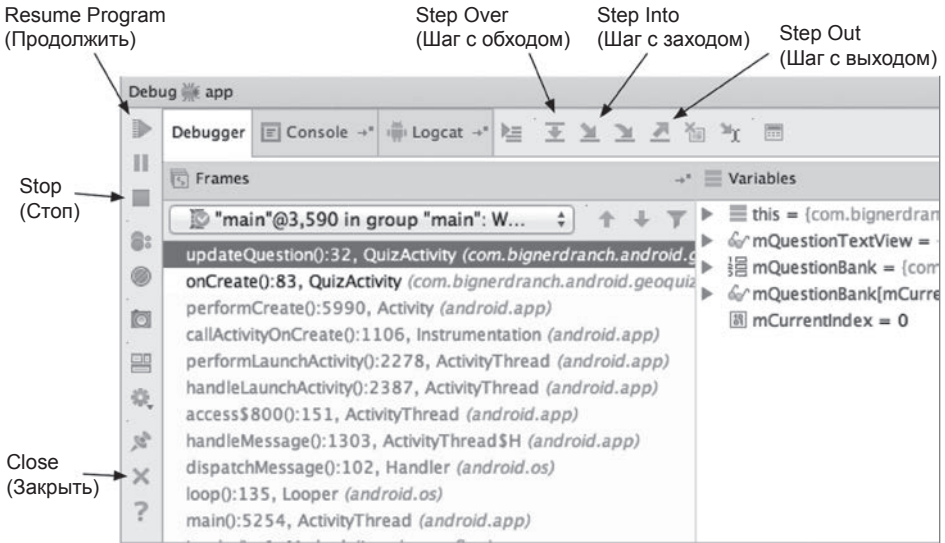 Resume Program
(Продолжить)
Step Over
(Шаг с обходом)
Step Into
(Шаг с заходом)
Step Out
(Шаг с выходом)
Debug app
Debugger Console Logcat
Stop
(Стоп)
Frames
Variables
"main"@3,590 in group "main": W...
updateQuestion():32, QuizActivity (com.bignerdranch.android.g
onCreate():83, QuizActivity (com.bignerdranch.android.geoquiz
performCreate():5990, Activity (android.app)
callActivityOnCreate():1106, Instrumentation (android.app)
performLaunchActivity():2278, ActivityThread (android.app)
handleLaunchActivity():2387, ActivityThread (android.app)
access$800():151, ActivityThread (android.app)
handleMessage():1303, ActivityThread$H (android.app)
dispatchMessage():102, Handler (android.os)
loop():135, Looper (android.os)
main():5254, ActivityThread (android.app)
this = {com.bignerdran
mQuestionTextView =
mQuestionBank = {com
mQuestionBank[mCurre
mCurrentIndex = 0
Close
(Закрыть)